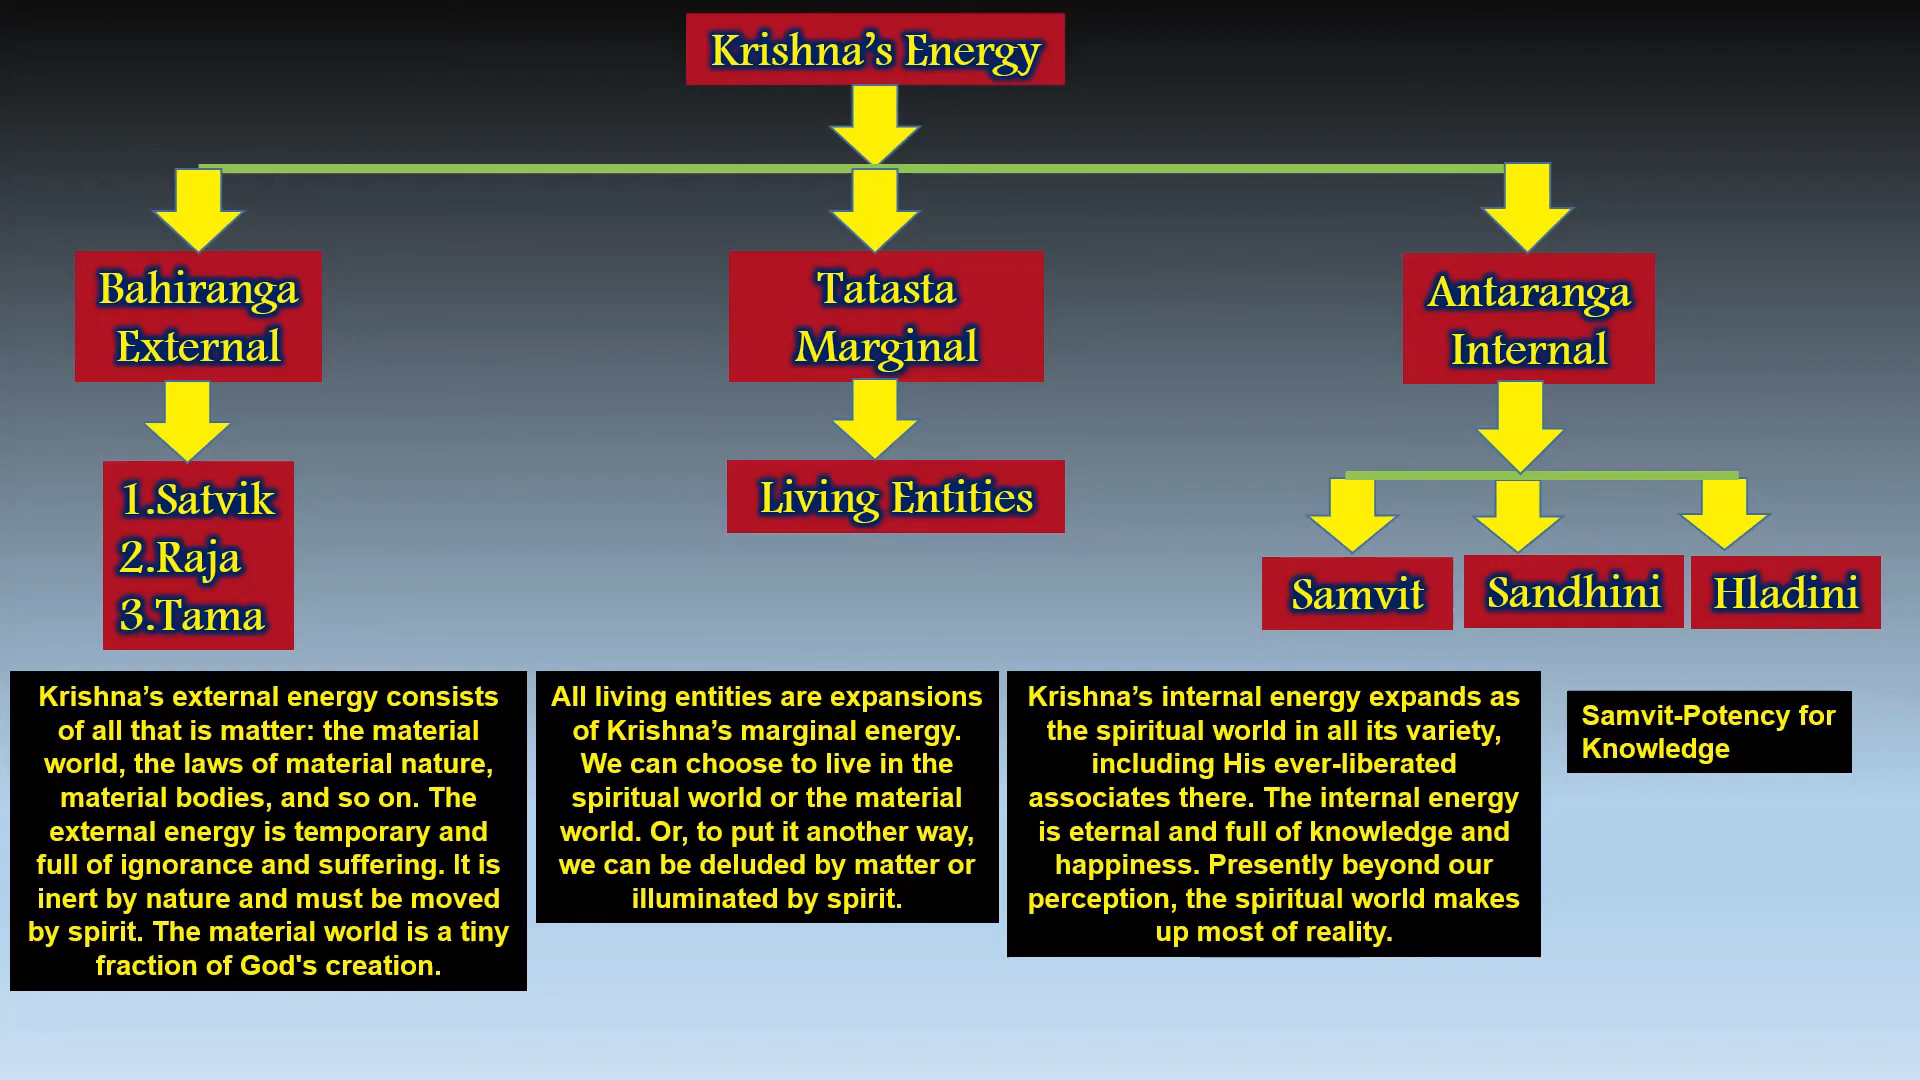 Krishna’s Energy
Bahiranga
External
Tatasta
Marginal
Antaranga
Internal
1.Satvik
2.Raja
3.Tama
Living Entities
Samvit
Sandhini
Hladini
Krishna’s external energy consists
of all that is matter: the material
world, the laws of material nature,
material bodies, and so on. The
external energy is temporary and
full of ignorance and suffering. It is
inert by nature and must be moved
by spirit. The material world is a tiny
fraction of God's creation.
All living entities are expansions
of Krishna’s marginal energy.
We can choose to live in the
spiritual world or the material
world. Or, to put it another way,
we can be deluded by matter or
illuminated by spirit.
Krishna’s internal energy expands as
the spiritual world in all its variety,
including His ever-liberated
associates there. The internal energy
is eternal and full of knowledge and
happiness. Presently beyond our
perception, the spiritual world makes
up most of reality.
Samvit-Potency for
Knowledge